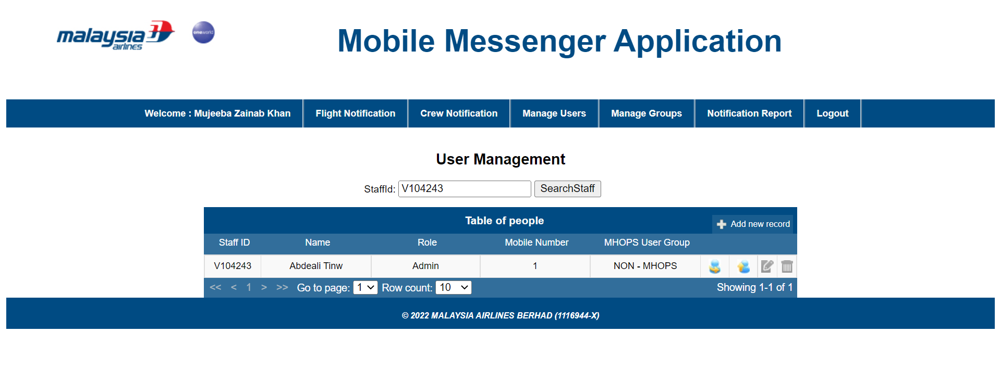 malaysia
airlines
oneworld
Mobile Messenger Application
Welcome : Mujeeba Zainab Khan Flight Notification Crew Notification Manage Users Manage Groups Notification Report Logout
User Management
StaffId: V104243 SearchStaff
Table of people
Add new record
Staff ID Name Role Mobile Number MHOPS User Group
V104243 Abdeali Tinw Admin 1 NON - MHOPS
<< < 1 > >> Go to page: 1 Row count: 10 Showing 1-1 of 1
© 2022 MALAYSIA AIRLINES BERHAD (1116944-X)